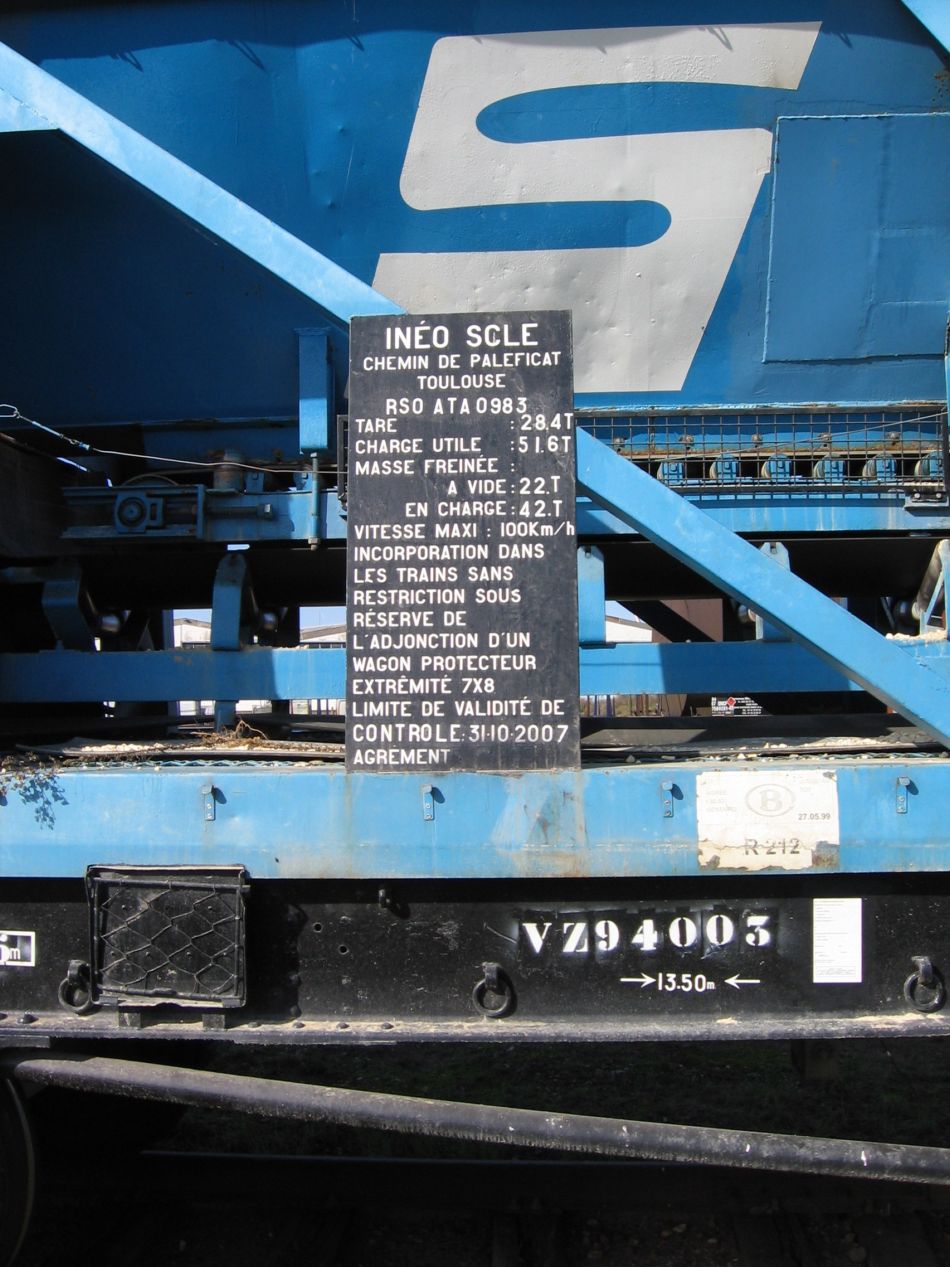 S
INÉO SCLE
CHEMIN DE PALEFICAT
TOULOUSE
RSO ATA 0983
TARE : 28.4T
CHARGE UTILE : 51.6T
MASSE FREINÉE :
A VIDE : 22.T
EN CHARGE : 42.T
VITESSE MAXI : 100Km/h
INCORPORATION DANS
LES TRAINS SANS
RESTRICTION SOUS
RÉSERVE DE
L'ADJONCTION D'UN
WAGON PROTECTEUR
EXTRÊMITÉ 7X8
LIMITE DE VALIDITÉ DE
CONTROLE : 31.10.2007
AGRÉMENT
B
27.05.99
R 212
VZ94003
→13.50m←